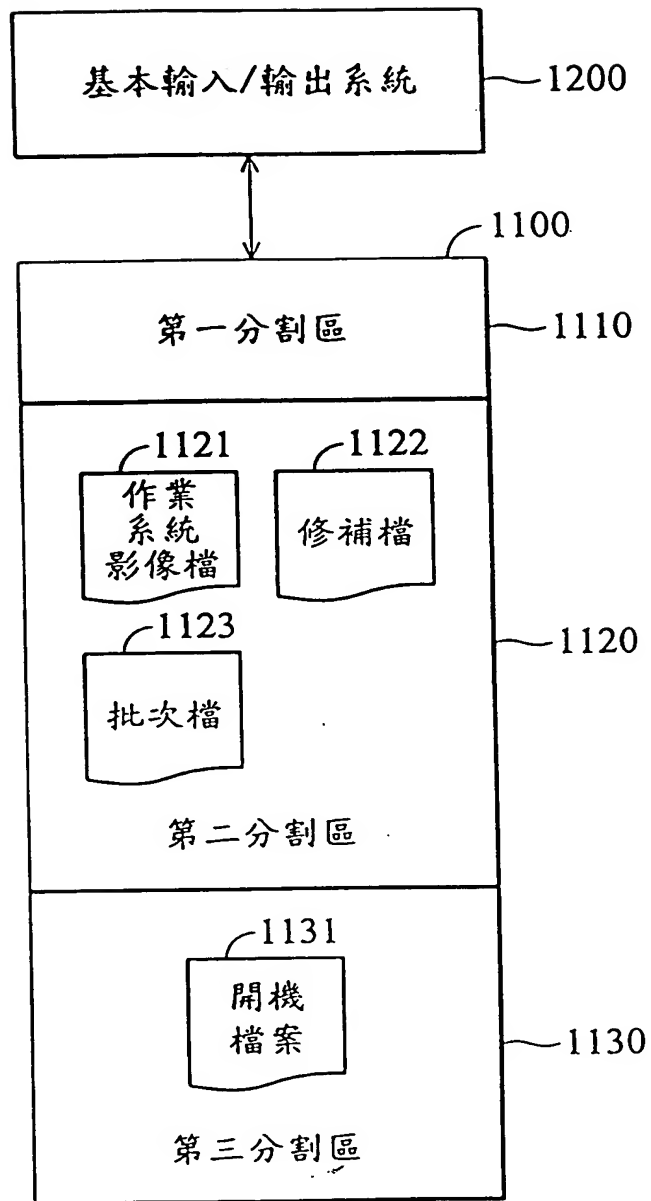 基本輸入/輸出系統
1200
1100
第一分割區
1110
1121
作業
系統
影像檔
1122
修補檔
1123
批次檔
1120
第二分割區
1131
開機
檔案
1130
第三分割區